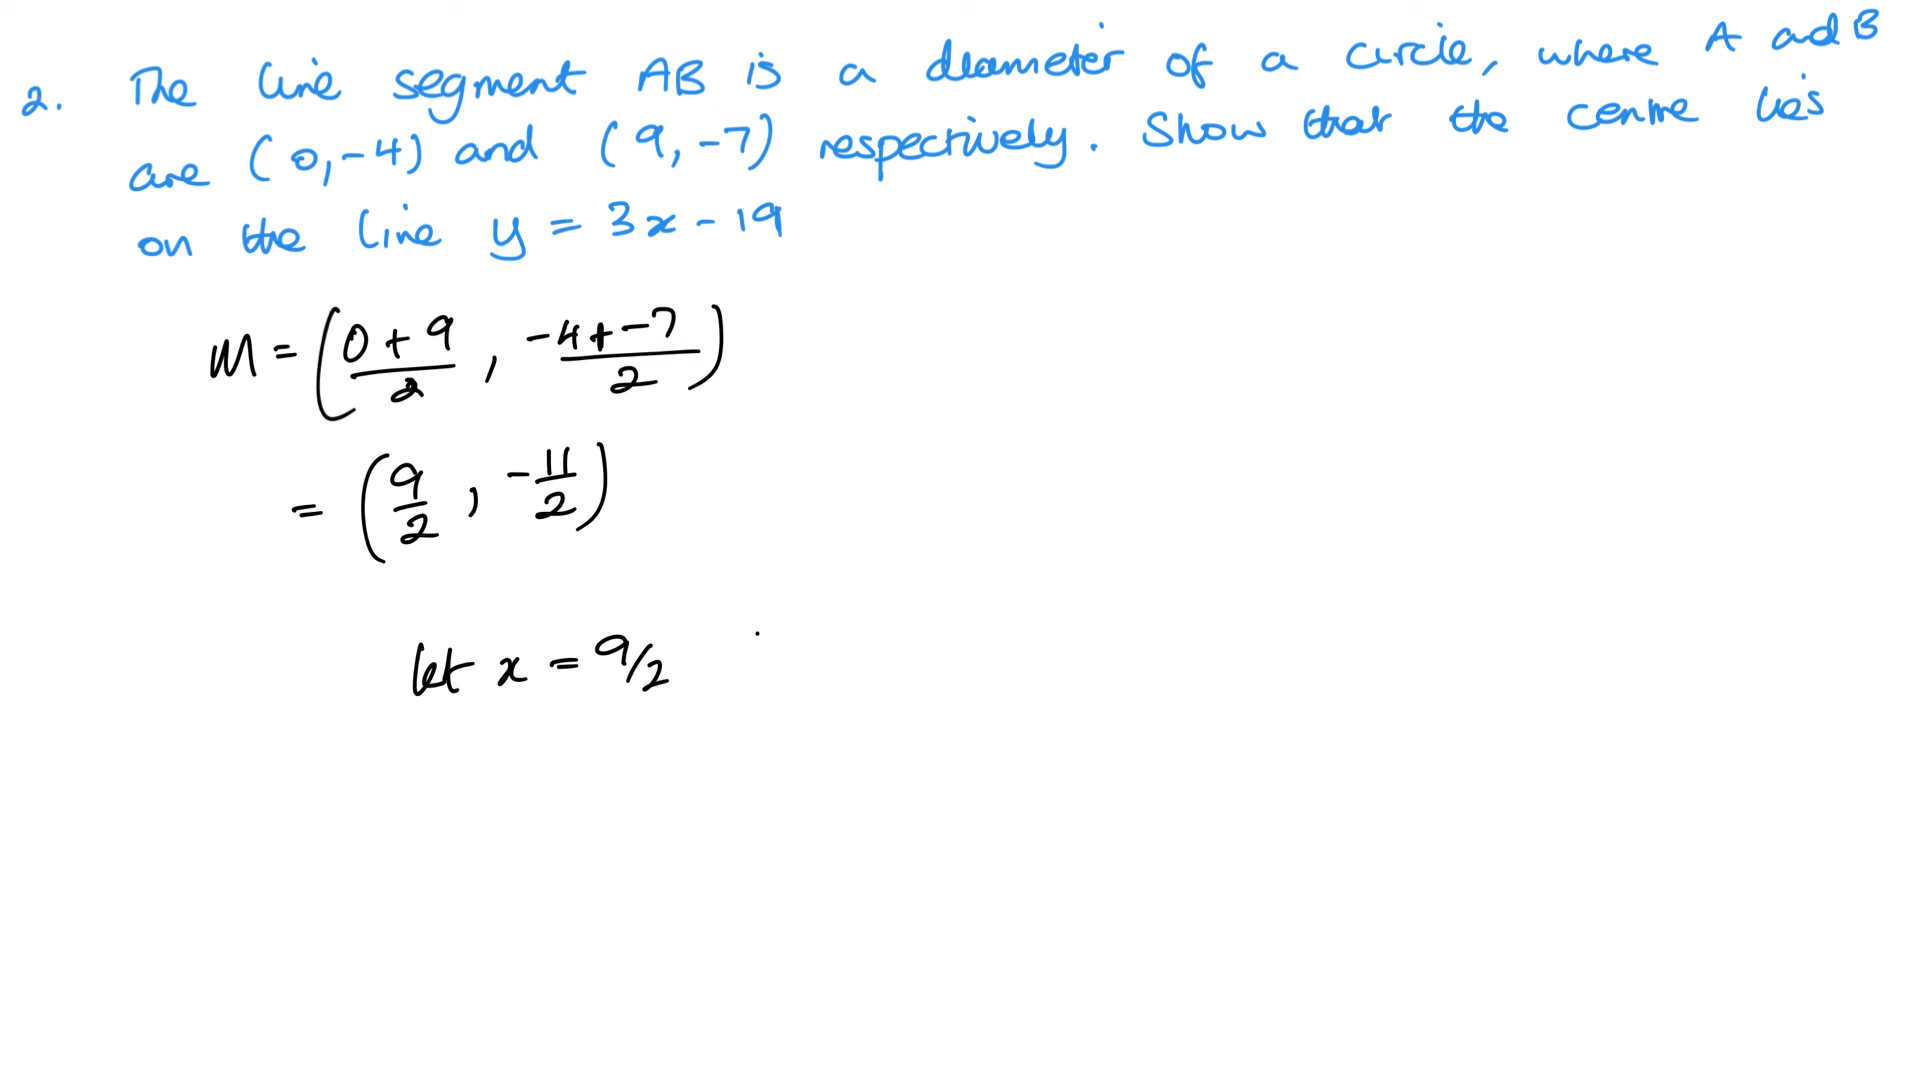 2. The line segment AB is a diameter of a circle, where A and B
are (0,-4) and (9,-7) respectively. Show that the centre lies
on the line y = 3x - 19
M = (0+9/2, -4+-7/2)
= (9/2, -11/2)
let x = 9/2